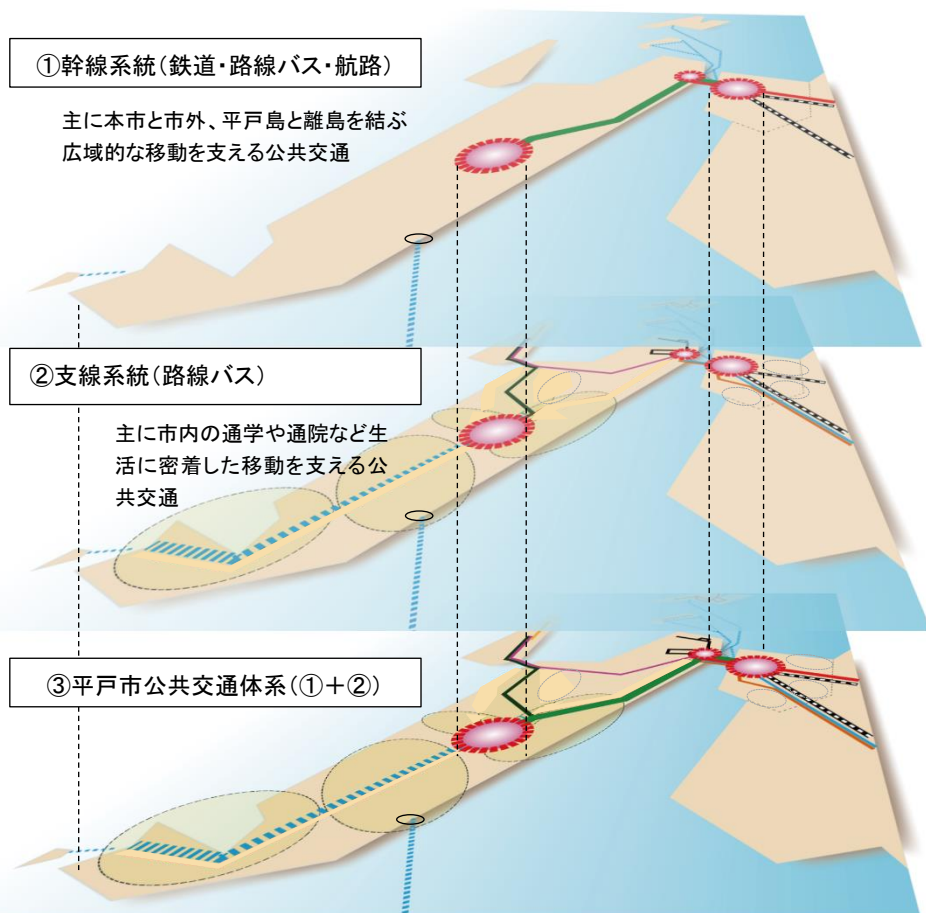 ①幹線系統(鉄道・路線バス・航路)
主に本市と市外、平戸島と離島を結ぶ
広域的な移動を支える公共交通
②支線系統(路線バス)
主に市内の通学や通院など生
活に密着した移動を支える公
共交通
③平戸市公共交通体系(①+②)